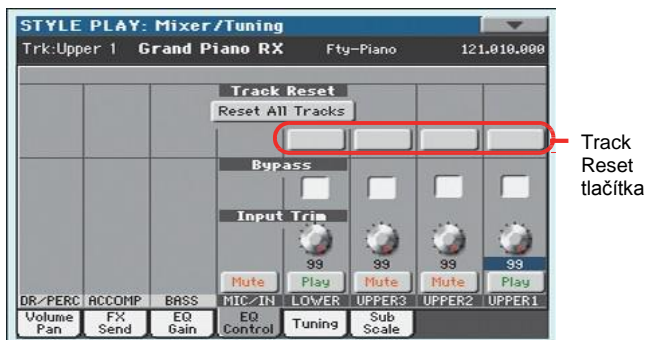 STYLE PLAY: Mixer/Tuning
Trk:Upper 1 Grand Piano RX Fty-Piano 121.010.000
Track Reset
Reset All Tracks
Track
Reset
tlačítka
Bypass
Input Trim
99 99 99 99
Mute Play Mute Mute Play
DR/PERC ACCOMP BASS MIC/IN LOWER UPPER3 UPPER2 UPPER1
Volume Pan FX Send EQ Gain EQ Control Tuning Sub Scale